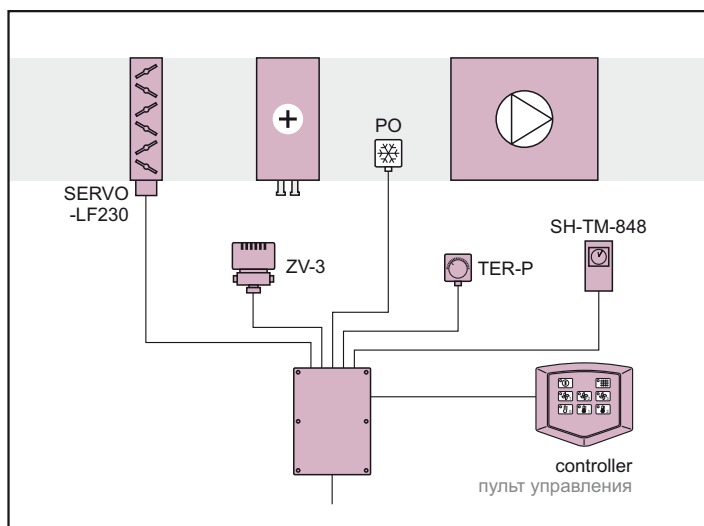 PO
SERVO
-LF230
SH-TM-848
ZV-3
TER-P
controller
пульт управления